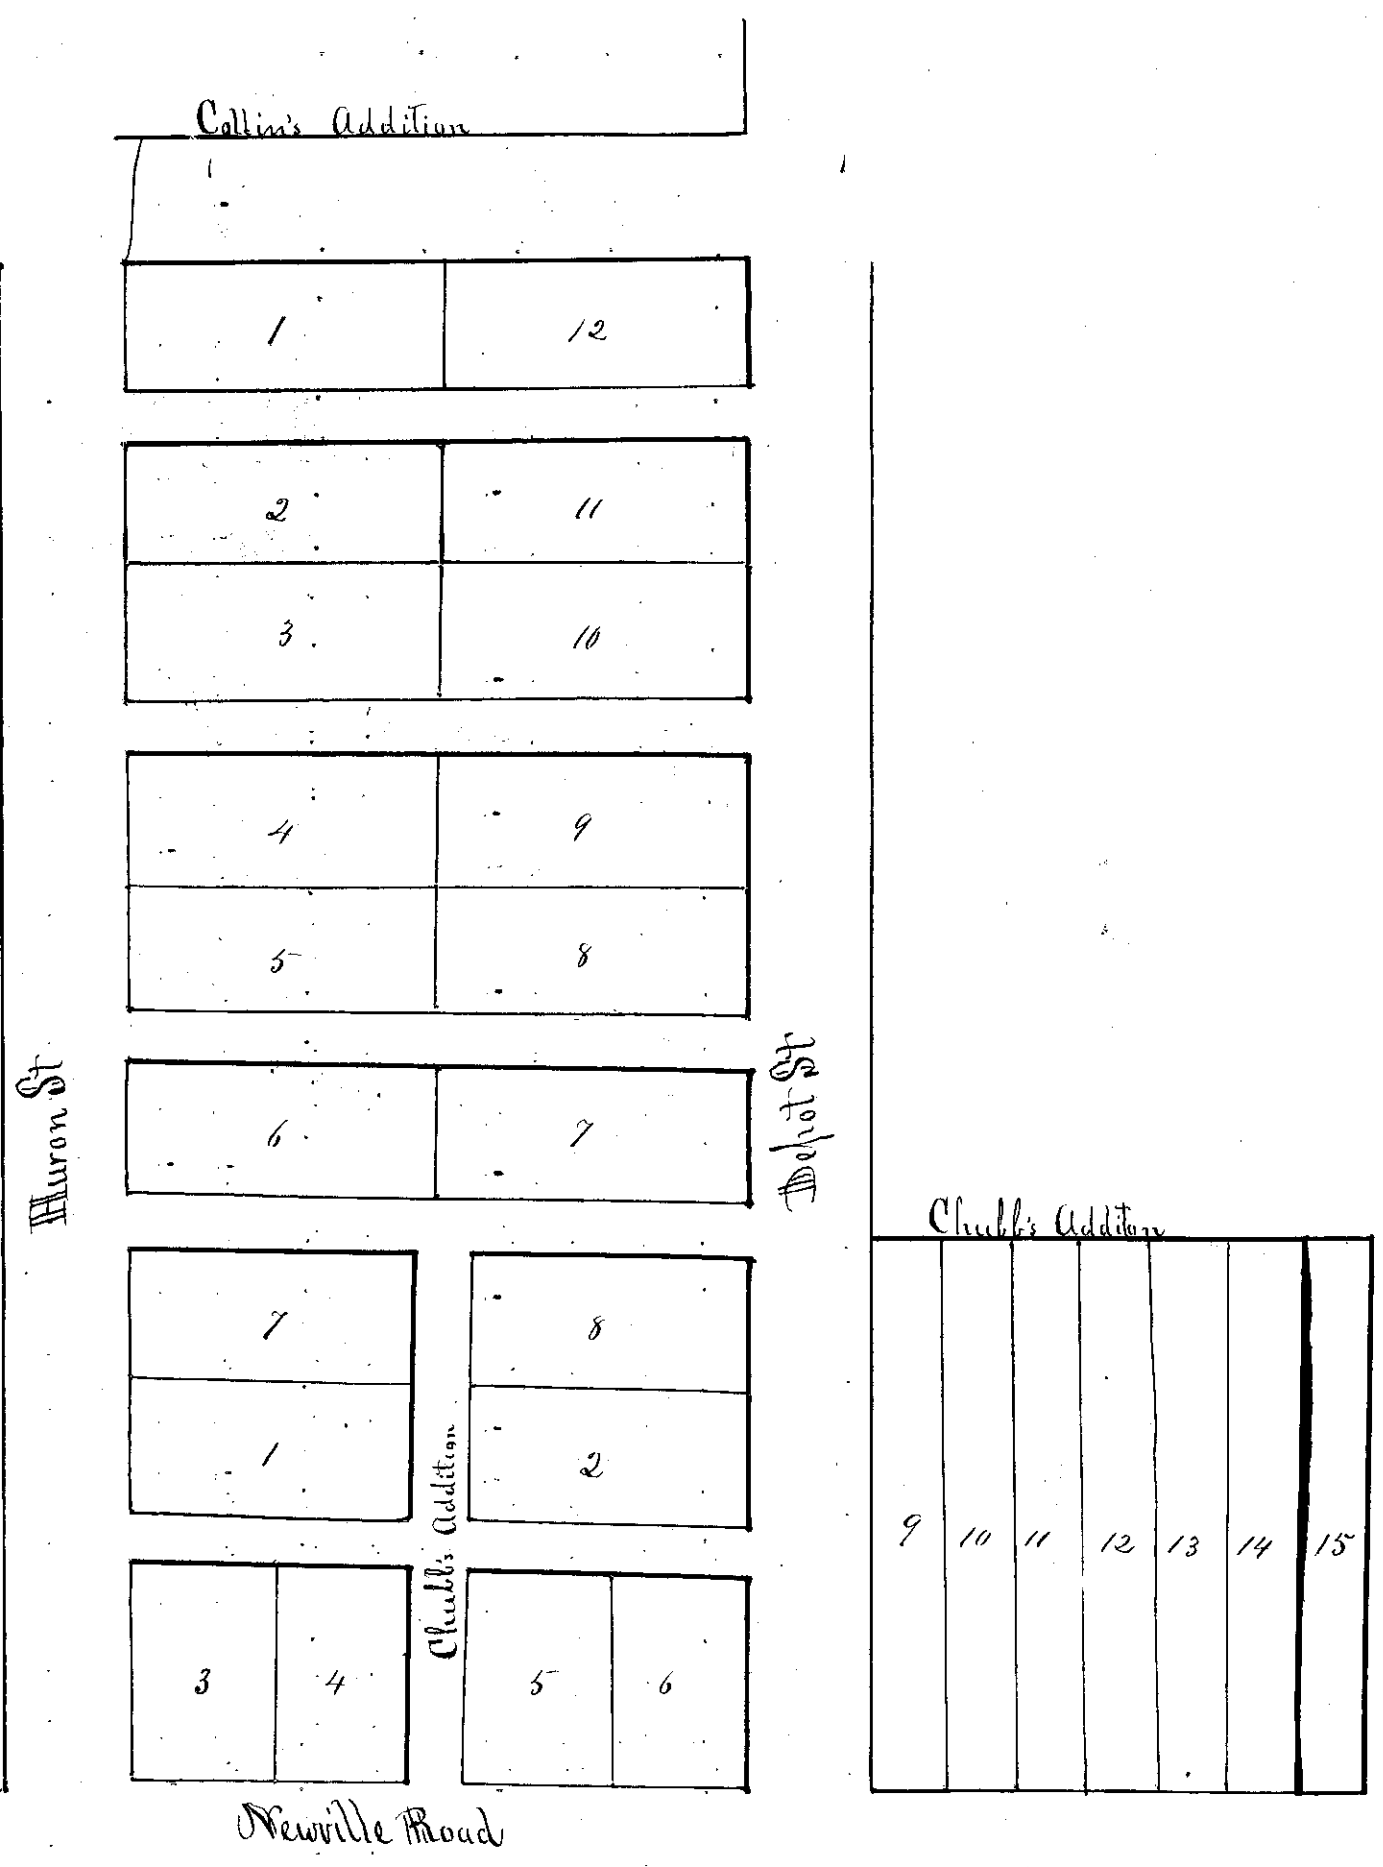 Collin's Addition
1 12
2 11
3 10
4 9
5 8
6 7
Huron St
Depot St
7 8
1 2
3 4 5 6
Chubb's Addition
Newville Road
Chubb's Additon
9 10 11 12 13 14 15